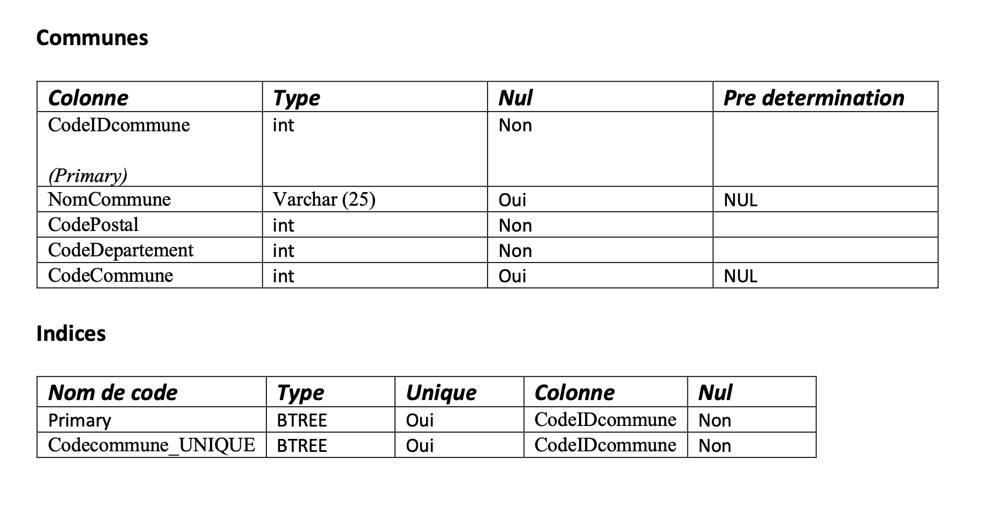 Communes
Colonne Type Nul Pre determination
CodeIDcommune int Non
(Primary)
NomCommune Varchar (25) Oui NUL
CodePostal int Non
CodeDepartement int Non
CodeCommune int Oui NUL
Indices
Nom de code Type Unique Colonne Nul
Primary BTREE Oui CodeIDcommune Non
Codecommune_UNIQUE BTREE Oui CodeIDcommune Non